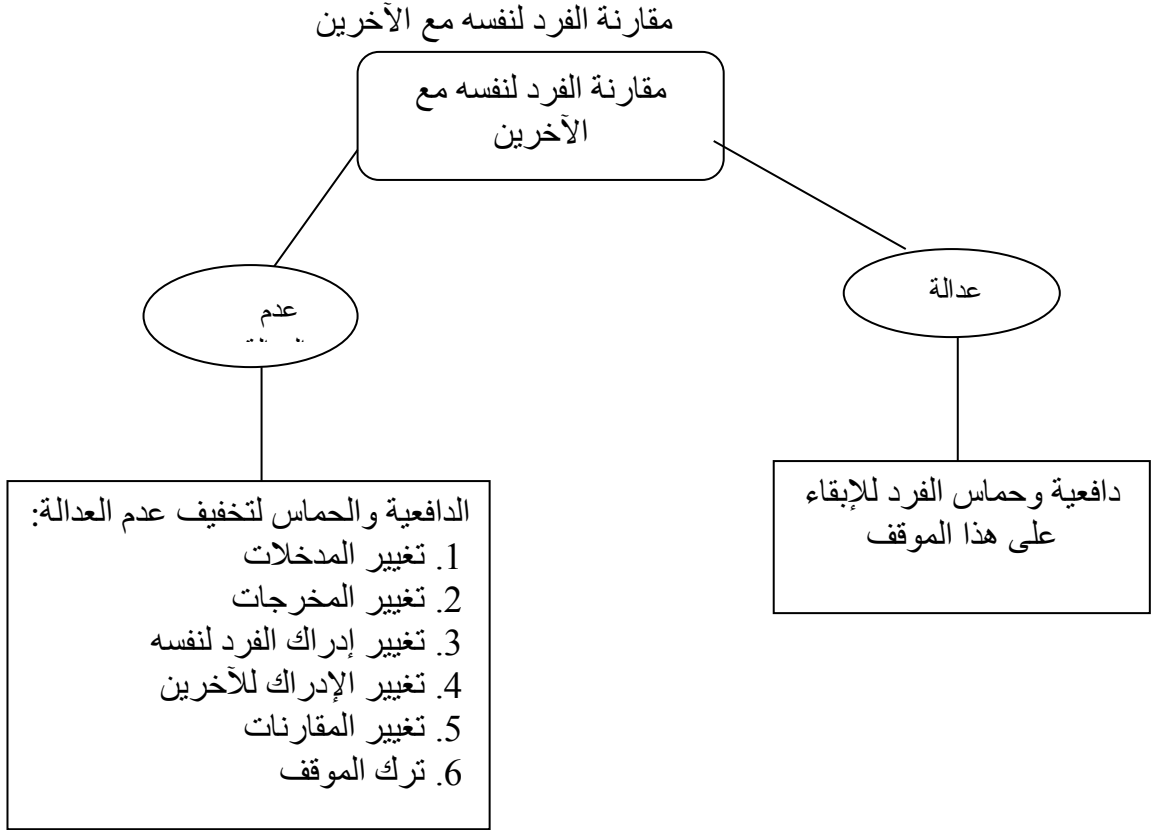 مقارنة الفرد لنفسه مع الآخرين
مقارنة الفرد لنفسه مع
الآخرين
عدالة
عدم
دافعية وحماس الفرد للإبقاء
على هذا الموقف
الدافعية والحماس لتخفيف عدم العدالة:
1. تغيير المدخلات
2. تغيير المخرجات
3. تغيير إدراك الفرد لنفسه
4. تغيير الإدراك للآخرين
5. تغيير المقارنات
6. ترك الموقف